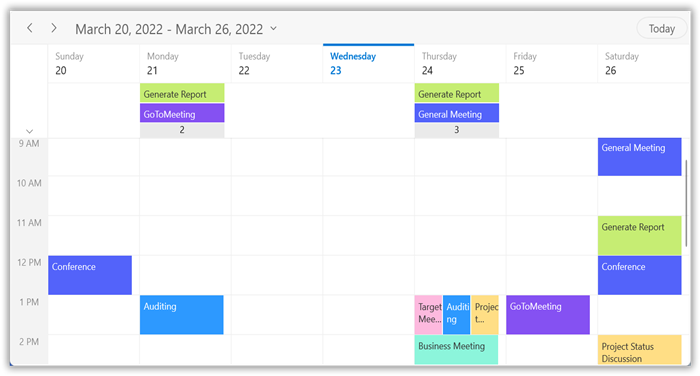 March 20, 2022 - March 26, 2022
Today
Sunday
20
Monday
21
Tuesday
22
Wednesday
23
Thursday
24
Friday
25
Saturday
26
Generate Report
GoToMeeting
2
Generate Report
General Meeting
3
9 AM
General Meeting
10 AM
11 AM
Generate Report
12 PM
Conference
Conference
1 PM
Auditing
Target
Mee...
Auditi
ng
Projec
t...
GoToMeeting
2 PM
Business Meeting
Project Status
Discussion